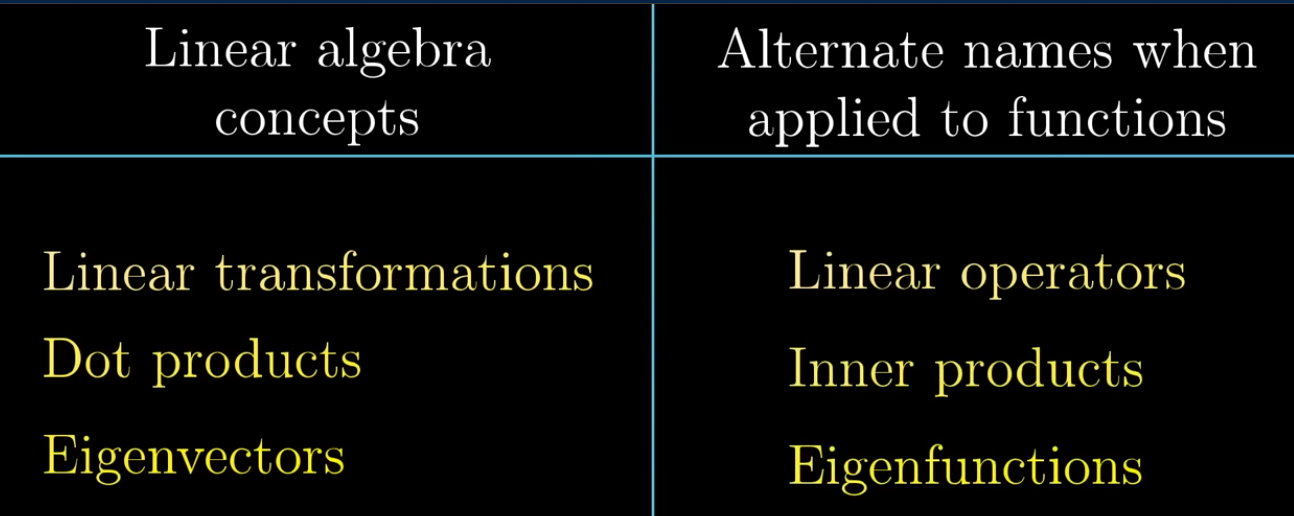 Linear algebra
concepts
Alternate names when
applied to functions
Linear transformations
Linear operators
Dot products
Inner products
Eigenvectors
Eigenfunctions